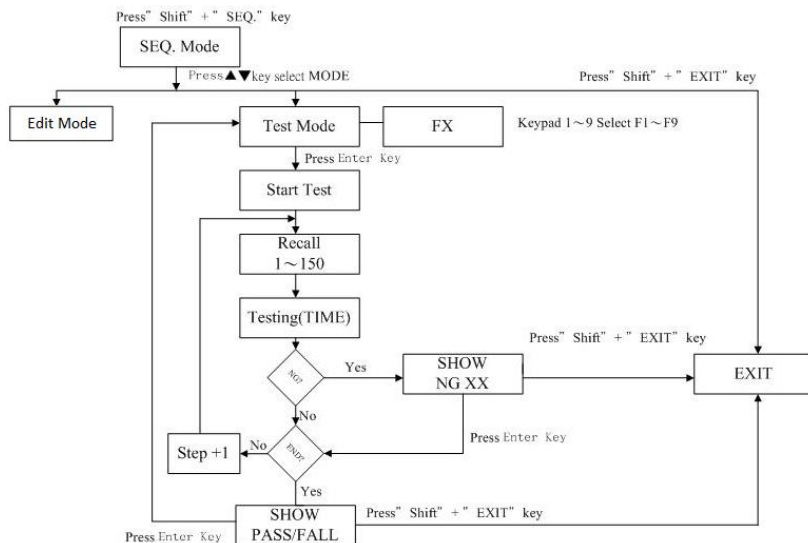 Press” Shift” + ” SEQ.” key
SEQ. Mode
Press▲▼key select MODE
Press” Shift” + ” EXIT” key
Edit Mode
Test Mode
FX
Keypad 1～9 Select F1～F9
Press Enter Key
Start Test
Recall
1～150
Testing(TIME)
Press” Shift” + ” EXIT” key
NG?
Yes
SHOW
NG XX
EXIT
No
Press Enter Key
Step +1
No
END?
Yes
SHOW
PASS/FALL
Press” Shift” + ” EXIT” key
Press Enter Key